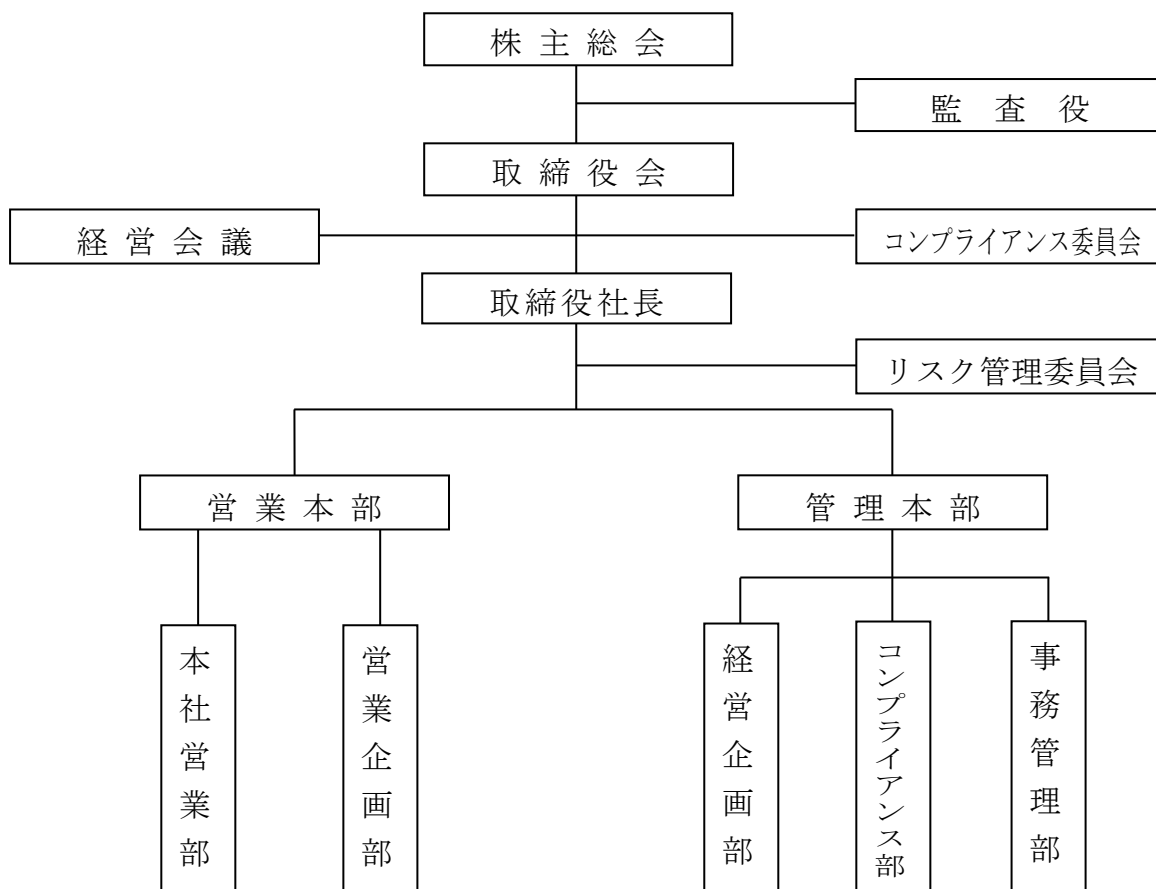 株主総会
監査役
取締役会
経営会議
コンプライアンス委員会
取締役社長
リスク管理委員会
営業本部
管理本部
本社営業部
営業企画部
経営企画部
コンプライアンス部
事務管理部